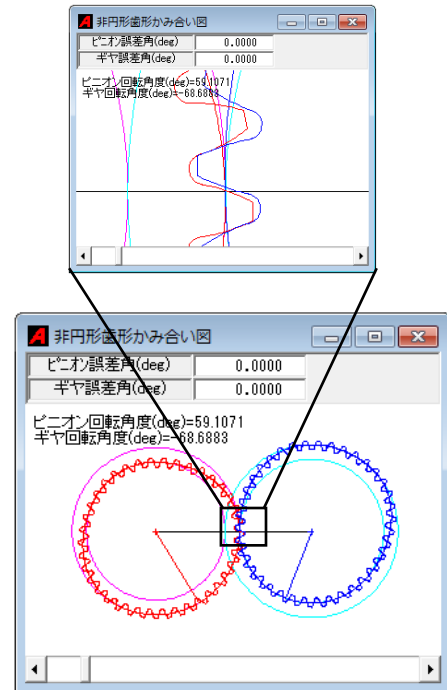 非円形歯形かみ合い図
ピニオン誤差角(deg) 0.0000
ギヤ誤差角(deg) 0.0000
ピニオン回転角度(deg)=59.1071
ギヤ回転角度(deg)=-68.6883
非円形歯形かみ合い図
ピニオン誤差角(deg) 0.0000
ギヤ誤差角(deg) 0.0000
ピニオン回転角度(deg)=59.1071
ギヤ回転角度(deg)=-68.6883